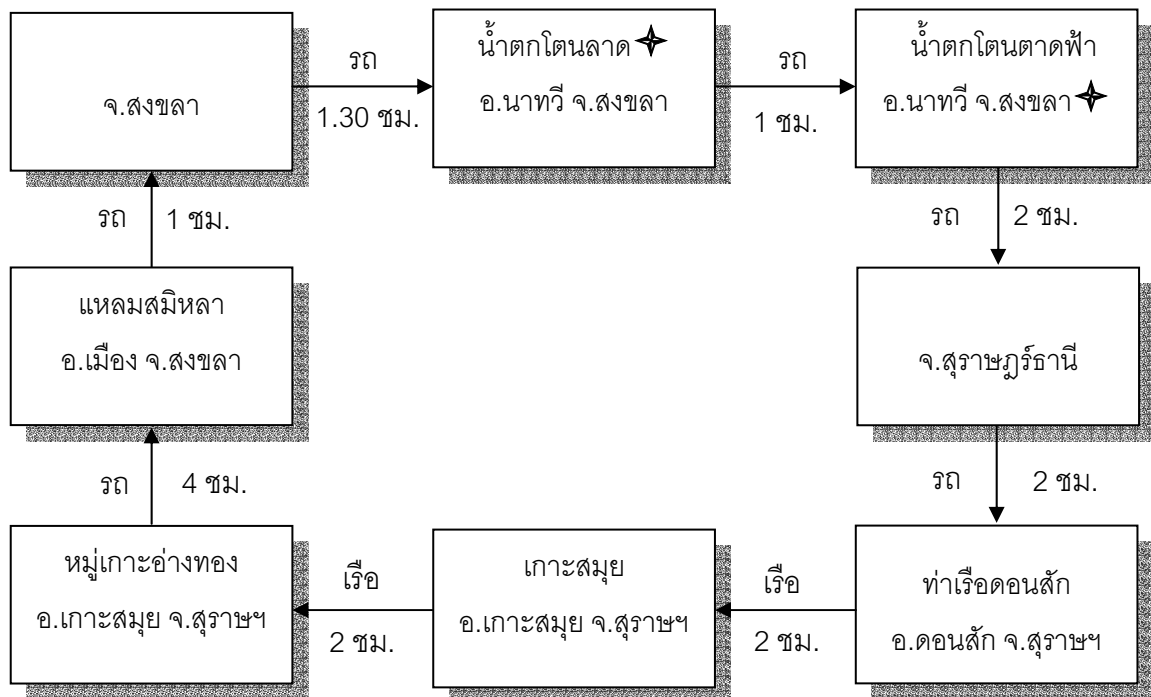 จ.สงขลา
รถ
1.30 ชม.
น้ำตกโตนลาด
อ.นาทวี จ.สงขลา
รถ
1 ชม.
น้ำตกโตนตาดฟ้า
อ.นาทวี จ.สงขลา
รถ 2 ชม.
จ.สุราษฎร์ธานี
รถ 2 ชม.
ท่าเรือดอนสัก
อ.ดอนสัก จ.สุราษฯ
เรือ
2 ชม.
เกาะสมุย
อ.เกาะสมุย จ.สุราษฯ
เรือ
2 ชม.
หมู่เกาะอ่างทอง
อ.เกาะสมุย จ.สุราษฯ
รถ 4 ชม.
แหลมสมิหลา
อ.เมือง จ.สงขลา
รถ 1 ชม.